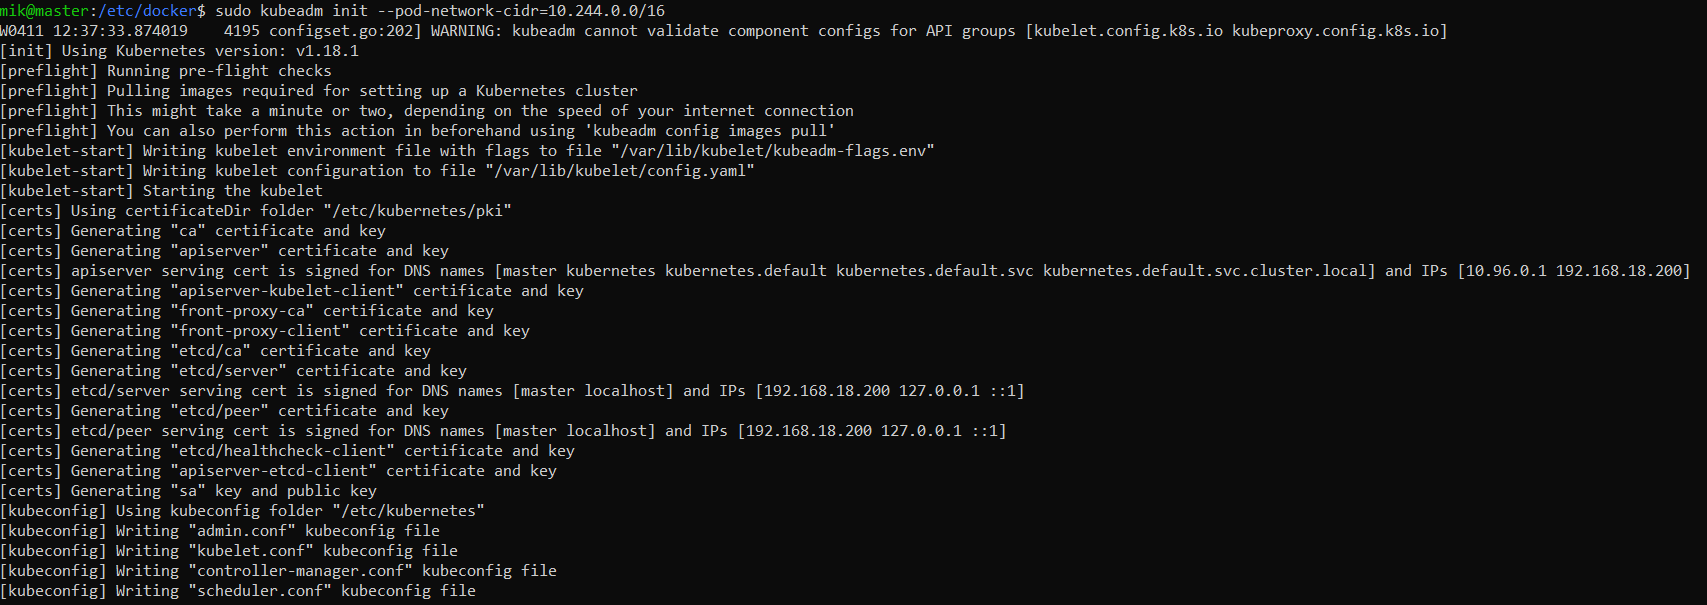 mik@master:/etc/docker$ sudo kubeadm init --pod-network-cidr=10.244.0.0/16
W0411 12:37:33.874019    4195 configset.go:202] WARNING: kubeadm cannot validate component configs for API groups [kubelet.config.k8s.io kubeproxy.config.k8s.io]
[init] Using Kubernetes version: v1.18.1
[preflight] Running pre-flight checks
[preflight] Pulling images required for setting up a Kubernetes cluster
[preflight] This might take a minute or two, depending on the speed of your internet connection
[preflight] You can also perform this action in beforehand using 'kubeadm config images pull'
[kubelet-start] Writing kubelet environment file with flags to file "/var/lib/kubelet/kubeadm-flags.env"
[kubelet-start] Writing kubelet configuration to file "/var/lib/kubelet/config.yaml"
[kubelet-start] Starting the kubelet
[certs] Using certificateDir folder "/etc/kubernetes/pki"
[certs] Generating "ca" certificate and key
[certs] Generating "apiserver" certificate and key
[certs] apiserver serving cert is signed for DNS names [master kubernetes kubernetes.default kubernetes.default.svc kubernetes.default.svc.cluster.local] and IPs [10.96.0.1 192.168.18.200]
[certs] Generating "apiserver-kubelet-client" certificate and key
[certs] Generating "front-proxy-ca" certificate and key
[certs] Generating "front-proxy-client" certificate and key
[certs] Generating "etcd/ca" certificate and key
[certs] Generating "etcd/server" certificate and key
[certs] etcd/server serving cert is signed for DNS names [master localhost] and IPs [192.168.18.200 127.0.0.1 ::1]
[certs] Generating "etcd/peer" certificate and key
[certs] etcd/peer serving cert is signed for DNS names [master localhost] and IPs [192.168.18.200 127.0.0.1 ::1]
[certs] Generating "etcd/healthcheck-client" certificate and key
[certs] Generating "apiserver-etcd-client" certificate and key
[certs] Generating "sa" key and public key
[kubeconfig] Using kubeconfig folder "/etc/kubernetes"
[kubeconfig] Writing "admin.conf" kubeconfig file
[kubeconfig] Writing "kubelet.conf" kubeconfig file
[kubeconfig] Writing "controller-manager.conf" kubeconfig file
[kubeconfig] Writing "scheduler.conf" kubeconfig file